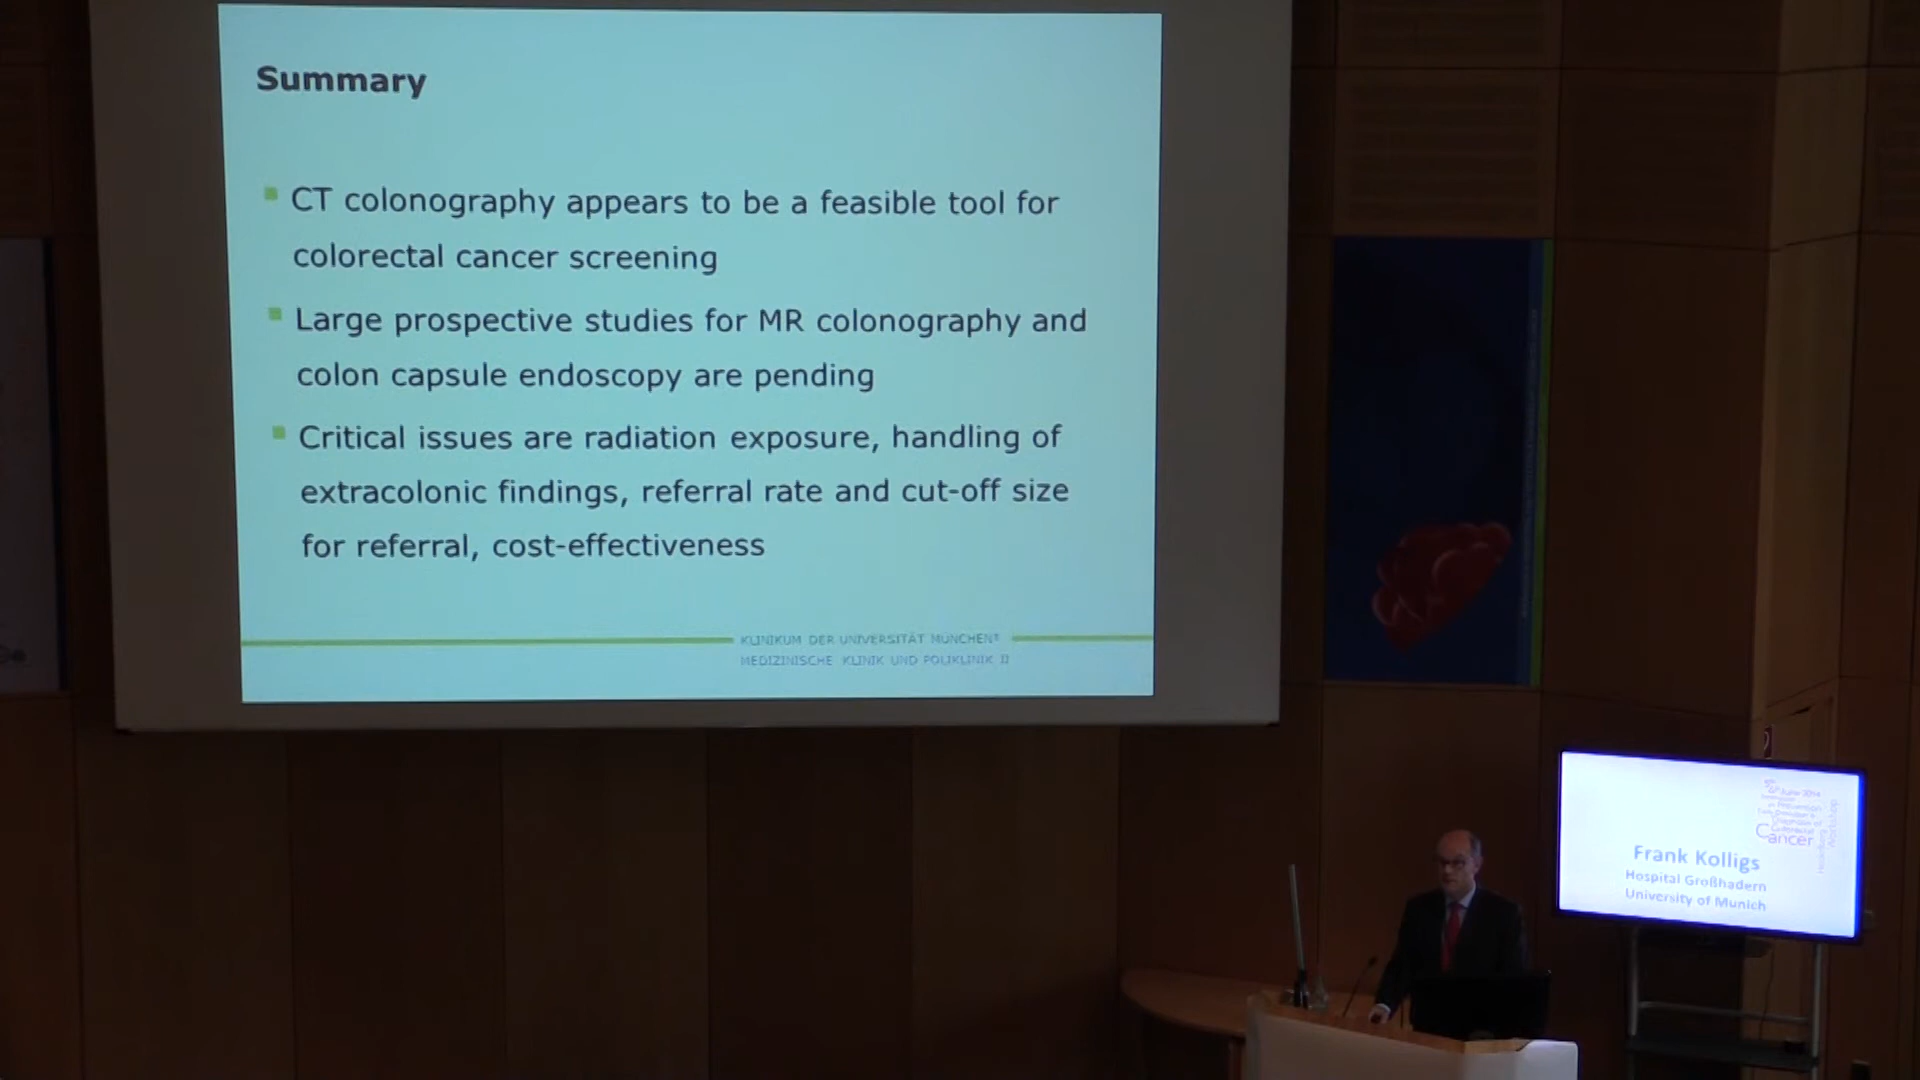 Summary
CT colonography appears to be a feasible tool for
colorectal cancer screening
Large prospective studies for MR colonography and
colon capsule endoscopy are pending
Critical issues are radiation exposure, handling of
extracolonic findings, referral rate and cut-off size
for referral, cost-effectiveness
KLINIKUM DER UNIVERSITÄT MÜNCHEN®
MEDIZINISCHE KLINIK UND POLIKLINIK II
June 2014
Cancer
Frank Kolligs
Hospital Großhadern
University of Munich